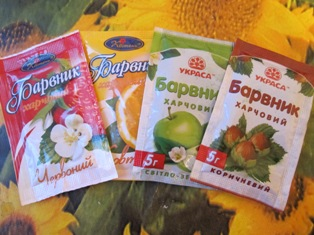 Барвник
харчовий
Червоний
Барвник
УКРАСА
Барвник
ХАРЧОВИЙ
5г
УКРАСА
Барвник
ХАРЧОВИЙ
5г
КОРИЧНЕВИЙ